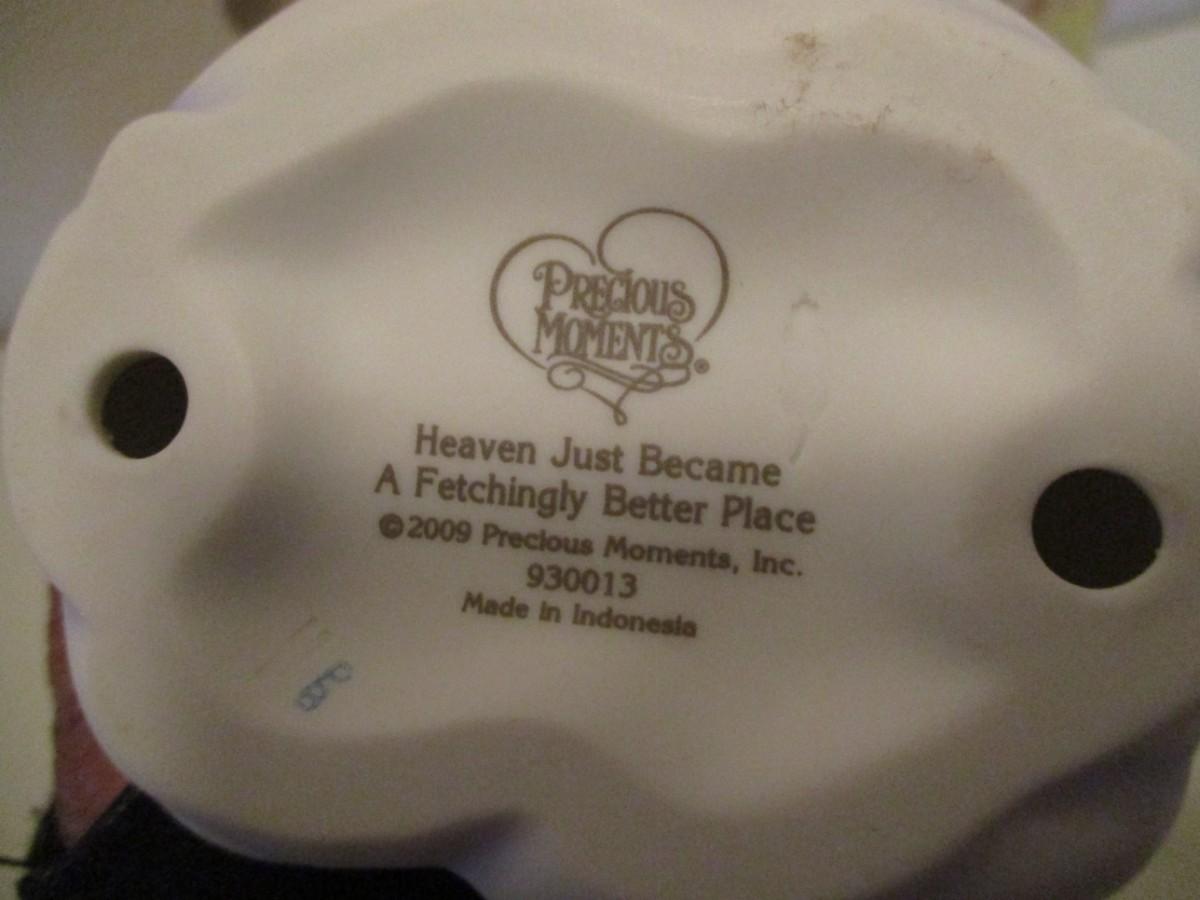 PRECIOUS
MOMENTS®
Heaven Just Became
A Fetchingly Better Place
©2009 Precious Moments, Inc.
930013
Made in Indonesia